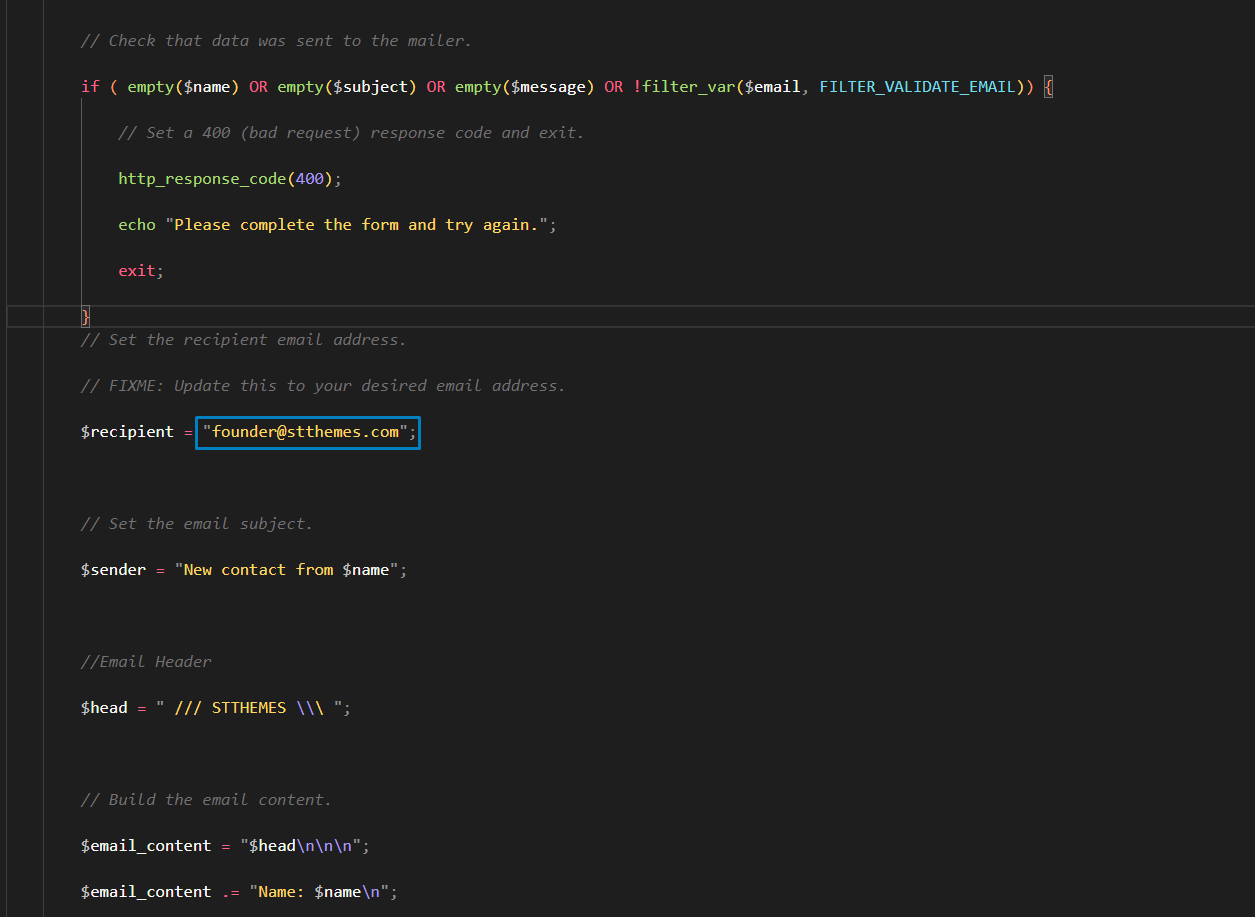 // Check that data was sent to the mailer.
if ( empty($name) OR empty($subject) OR empty($message) OR !filter_var($email, FILTER_VALIDATE_EMAIL)) {
// Set a 400 (bad request) response code and exit.
http_response_code(400);
echo "Please complete the form and try again.";
exit;
}
// Set the recipient email address.
// FIXME: Update this to your desired email address.
$recipient = "founder@stthemes.com";
// Set the email subject.
$sender = "New contact from $name";
//Email Header
$head = " /// STTHEMES \\\ ";
// Build the email content.
$email_content = "$head\n\n\n";
$email_content .= "Name: $name\n";